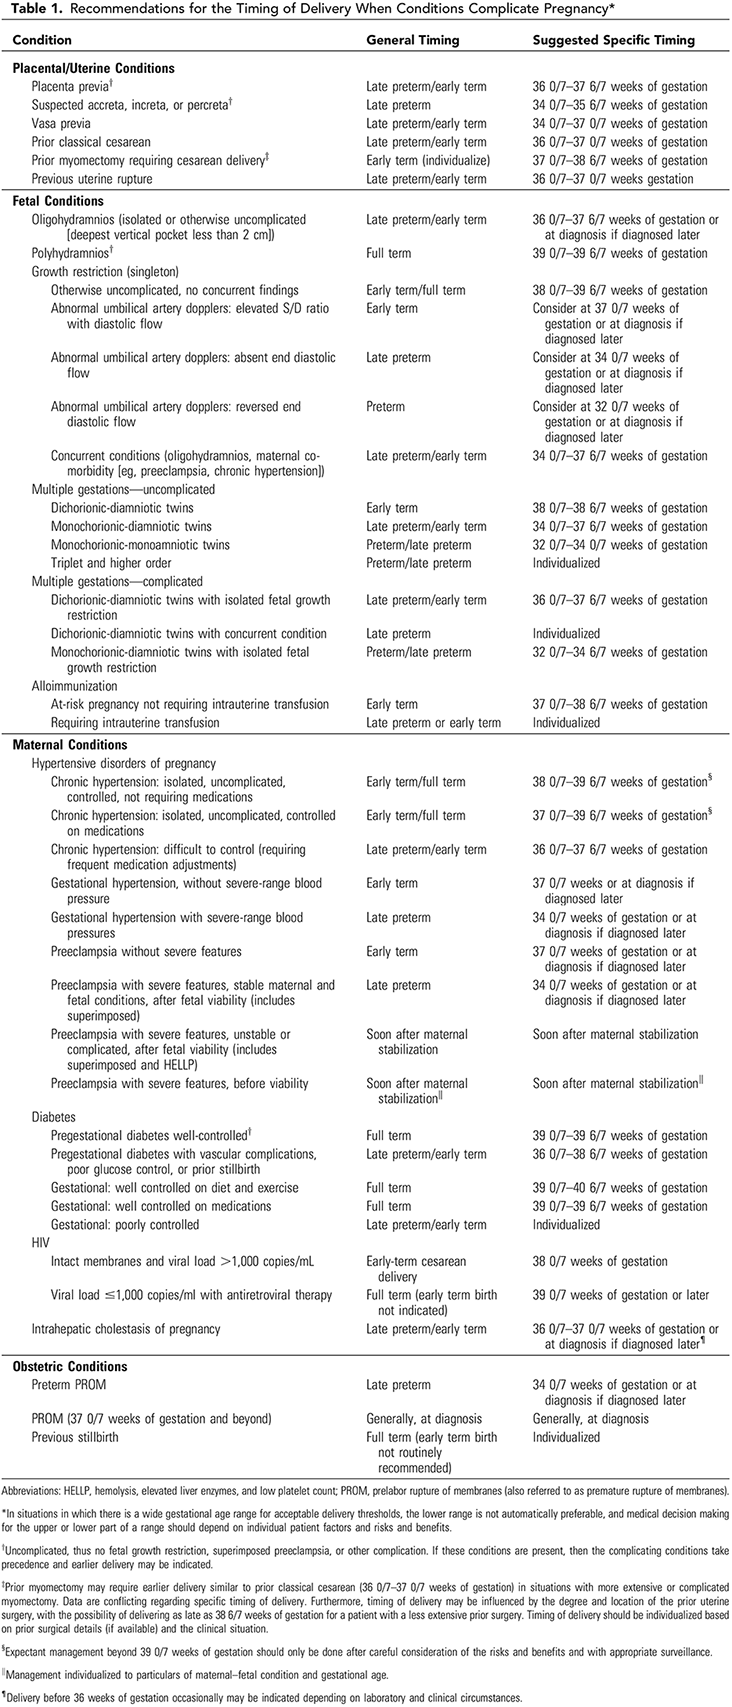 Table 1. Recommendations for the Timing of Delivery When Conditions Complicate Pregnancy*
Condition General Timing Suggested Specific Timing
Placental/Uterine Conditions
Placenta previa† Late preterm/early term 36 0/7–37 6/7 weeks of gestation
Suspected accreta, increta, or percreta† Late preterm 34 0/7–35 6/7 weeks of gestation
Vasa previa Late preterm/early term 34 0/7–37 0/7 weeks of gestation
Prior classical cesarean Late preterm/early term 36 0/7–37 0/7 weeks of gestation
Prior myomectomy requiring cesarean delivery‡ Early term (individualize) 37 0/7–38 6/7 weeks of gestation
Previous uterine rupture Late preterm/early term 36 0/7–37 0/7 weeks gestation
Fetal Conditions
Oligohydramnios (isolated or otherwise uncomplicated Late preterm/early term 36 0/7–37 6/7 weeks of gestation or
[deepest vertical pocket less than 2 cm]) at diagnosis if diagnosed later
Polyhydramnios† Full term 39 0/7–39 6/7 weeks of gestation
Growth restriction (singleton)
Otherwise uncomplicated, no concurrent findings Early term/full term 38 0/7–39 6/7 weeks of gestation
Abnormal umbilical artery dopplers: elevated S/D ratio Early term Consider at 37 0/7 weeks of
with diastolic flow gestation or at diagnosis if
diagnosed later
Abnormal umbilical artery dopplers: absent end diastolic Late preterm Consider at 34 0/7 weeks of
flow gestation or at diagnosis if
diagnosed later
Abnormal umbilical artery dopplers: reversed end Preterm Consider at 32 0/7 weeks of
diastolic flow gestation or at diagnosis if
diagnosed later
Concurrent conditions (oligohydramnios, maternal co- Late preterm/early term 34 0/7–37 6/7 weeks of gestation
morbidity [eg, preeclampsia, chronic hypertension])
Multiple gestations—uncomplicated
Dichorionic-diamniotic twins Early term 38 0/7–38 6/7 weeks of gestation
Monochorionic-diamniotic twins Late preterm/early term 34 0/7–37 6/7 weeks of gestation
Monochorionic-monoamniotic twins Preterm/late preterm 32 0/7–34 0/7 weeks of gestation
Triplet and higher order Preterm/late preterm Individualized
Multiple gestations—complicated
Dichorionic-diamniotic twins with isolated fetal growth Late preterm/early term 36 0/7–37 6/7 weeks of gestation
restriction
Dichorionic-diamniotic twins with concurrent condition Late preterm Individualized
Monochorionic-diamniotic twins with isolated fetal Preterm/late preterm 32 0/7–34 6/7 weeks of gestation
growth restriction
Alloimmunization
At-risk pregnancy not requiring intrauterine transfusion Early term 37 0/7–38 6/7 weeks of gestation
Requiring intrauterine transfusion Late preterm or early term Individualized
Maternal Conditions
Hypertensive disorders of pregnancy
Chronic hypertension: isolated, uncomplicated, Early term/full term 38 0/7–39 6/7 weeks of gestation§
controlled, not requiring medications
Chronic hypertension: isolated, uncomplicated, controlled Early term/full term 37 0/7–39 6/7 weeks of gestation§
on medications
Chronic hypertension: difficult to control (requiring Late preterm/early term 36 0/7–37 6/7 weeks of gestation
frequent medication adjustments)
Gestational hypertension, without severe-range blood Early term 37 0/7 weeks or at diagnosis if
pressure diagnosed later
Gestational hypertension with severe-range blood Late preterm 34 0/7 weeks of gestation or at
pressures diagnosis if diagnosed later
Preeclampsia without severe features Early term 37 0/7 weeks of gestation or at
diagnosis if diagnosed later
Preeclampsia with severe features, stable maternal and Late preterm 34 0/7 weeks of gestation or at
fetal conditions, after fetal viability (includes diagnosis if diagnosed later
superimposed)
Preeclampsia with severe features, unstable or Soon after maternal Soon after maternal stabilization
complicated, after fetal viability (includes stabilization
superimposed and HELLP)
Preeclampsia with severe features, before viability Soon after maternal Soon after maternal stabilization||
stabilization||
Diabetes
Pregestational diabetes well-controlled† Full term 39 0/7–39 6/7 weeks of gestation
Pregestational diabetes with vascular complications, Late preterm/early term 36 0/7–38 6/7 weeks of gestation
poor glucose control, or prior stillbirth
Gestational: well controlled on diet and exercise Full term 39 0/7–40 6/7 weeks of gestation
Gestational: well controlled on medications Full term 39 0/7–39 6/7 weeks of gestation
Gestational: poorly controlled Late preterm/early term Individualized
HIV
Intact membranes and viral load >1,000 copies/mL Early-term cesarean 38 0/7 weeks of gestation
delivery
Viral load ≤1,000 copies/ml with antiretroviral therapy Full term (early term birth 39 0/7 weeks of gestation or later
not indicated)
Intrahepatic cholestasis of pregnancy Late preterm/early term 36 0/7–37 0/7 weeks of gestation or
at diagnosis if diagnosed later¶
Obstetric Conditions
Preterm PROM Late preterm 34 0/7 weeks of gestation or at
diagnosis if diagnosed later
PROM (37 0/7 weeks of gestation and beyond) Generally, at diagnosis Generally, at diagnosis
Previous stillbirth Full term (early term birth Individualized
not routinely
recommended)
Abbreviations: HELLP, hemolysis, elevated liver enzymes, and low platelet count; PROM, prelabor rupture of membranes (also referred to as premature rupture of membranes).
*In situations in which there is a wide gestational age range for acceptable delivery thresholds, the lower range is not automatically preferable, and medical decision making
for the upper or lower part of a range should depend on individual patient factors and risks and benefits.
†Uncomplicated, thus no fetal growth restriction, superimposed preeclampsia, or other complication. If these conditions are present, then the complicating conditions take
precedence and earlier delivery may be indicated.
‡Prior myomectomy may require earlier delivery similar to prior classical cesarean (36 0/7–37 0/7 weeks of gestation) in situations with more extensive or complicated
myomectomy. Data are conflicting regarding specific timing of delivery. Furthermore, timing of delivery may be influenced by the degree and location of the prior uterine
surgery, with the possibility of delivering as late as 38 6/7 weeks of gestation for a patient with a less extensive prior surgery. Timing of delivery should be individualized based
on prior surgical details (if available) and the clinical situation.
§Expectant management beyond 39 0/7 weeks of gestation should only be done after careful consideration of the risks and benefits and with appropriate surveillance.
||Management individualized to particulars of maternal–fetal condition and gestational age.
¶Delivery before 36 weeks of gestation occasionally may be indicated depending on laboratory and clinical circumstances.